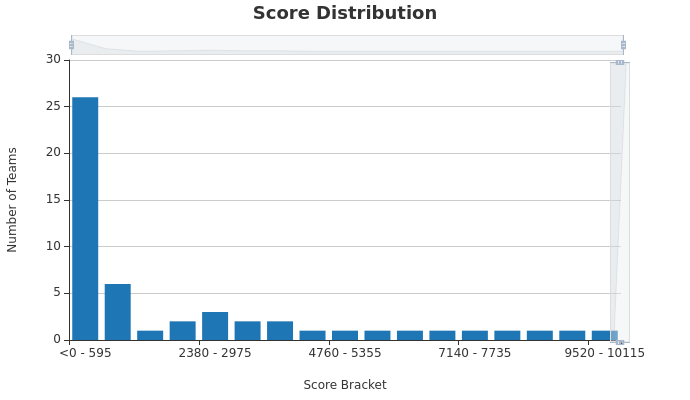 Score Distribution
30
25
20
15
10
5
0
Number of Teams
<0 - 595
2380 - 2975
4760 - 5355
7140 - 7735
9520 - 10115
Score Bracket